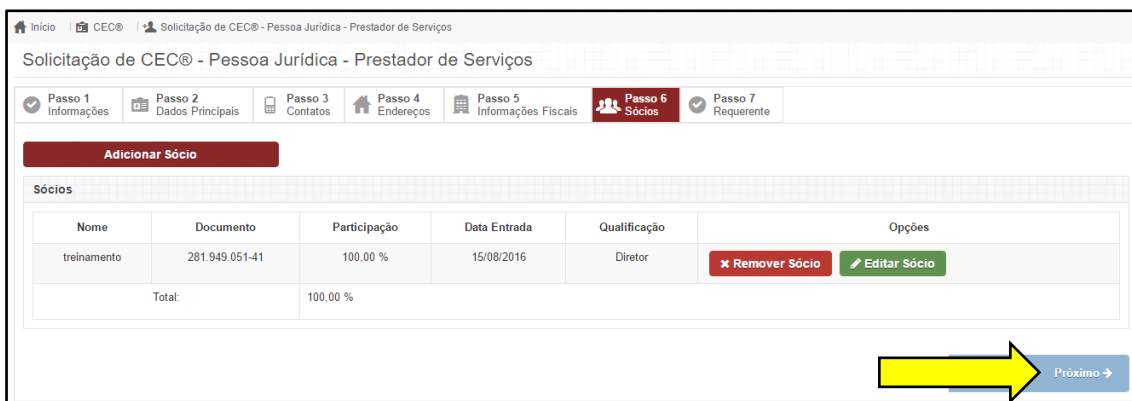 Início CEC® Solicitação de CEC® - Pessoa Jurídica - Prestador de Serviços
Solicitação de CEC® - Pessoa Jurídica - Prestador de Serviços
Passo 1 Passo 2 Passo 3 Passo 4 Passo 5 Passo 6 Passo 7
Informações Dados Principais Contatos Endereços Informações Fiscais Sócios Requerente
Adicionar Sócio
Sócios
Nome Documento Participação Data Entrada Qualificação Opções
treinamento 281.949.051-41 100,00 % 15/08/2016 Diretor Remover Sócio Editar Sócio
Total: 100,00 %
Próximo